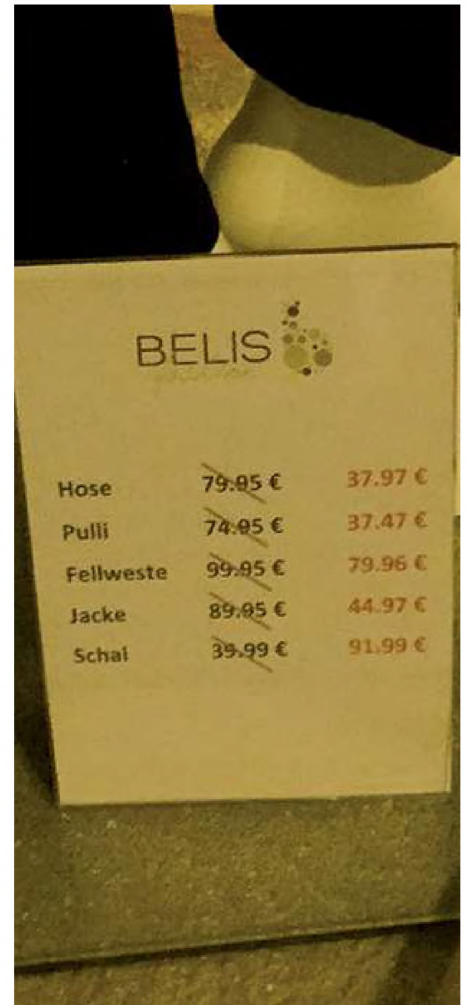 BELIS
Hose 79.95 € 37.97 €
Pulli 74.95 € 37.47 €
Fellweste 99.95 € 79.96 €
Jacke 89.95 € 44.97 €
Schal 39.99 € 91.99 €